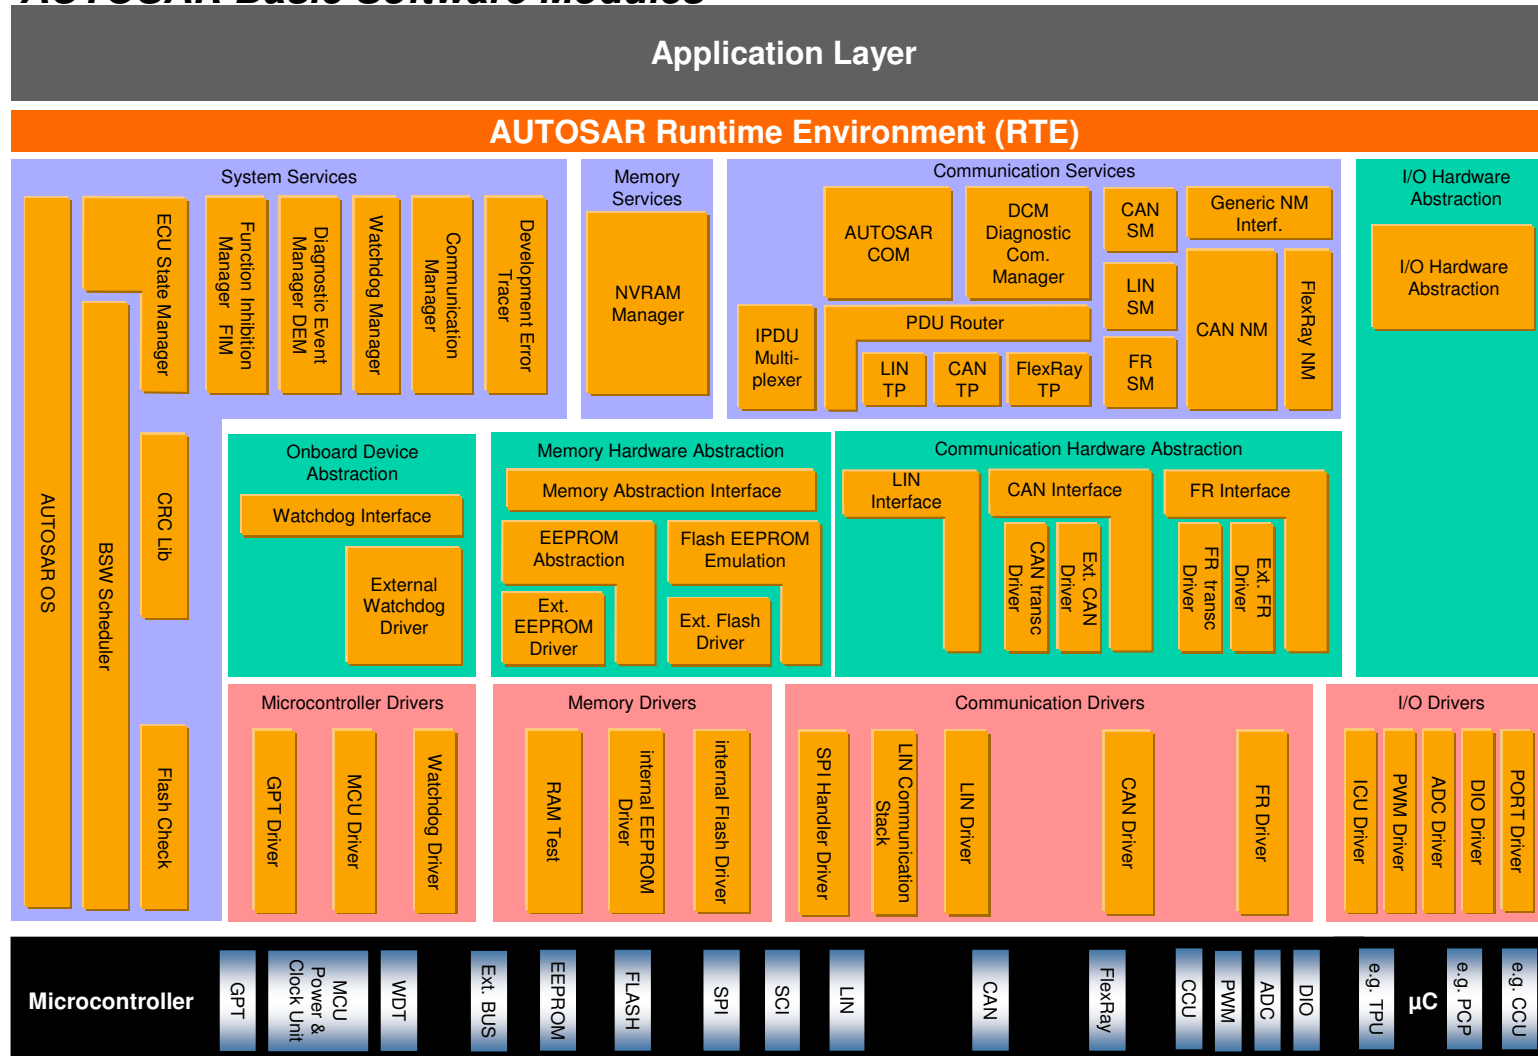 AUTOSAR Basic Software Modules
Application Layer
AUTOSAR Runtime Environment (RTE)
System Services
AUTOSAR OS
ECU State Manager
BSW Scheduler
CRC Lib
Flash Check
Function Inhibition
Manager FIM
Diagnostic Event
Manager DEM
Watchdog Manager
Communication
Manager
Development Error
Tracer
Memory
Services
NVRAM
Manager
Communication Services
AUTOSAR
COM
DCM
Diagnostic
Com.
Manager
CAN
SM
LIN
SM
FR
SM
Generic NM
Interf.
CAN NM
FlexRay NM
IPDU
Multi-
plexer
PDU Router
LIN
TP
CAN
TP
FlexRay
TP
I/O Hardware
Abstraction
I/O Hardware
Abstraction
Onboard Device
Abstraction
Watchdog Interface
External
Watchdog
Driver
Memory Hardware Abstraction
Memory Abstraction Interface
EEPROM
Abstraction
Flash EEPROM
Emulation
Ext.
EEPROM
Driver
Ext. Flash
Driver
Communication Hardware Abstraction
LIN
Interface
CAN Interface
CAN transc
Driver
Ext. CAN
Driver
FR Interface
FR transc
Driver
Ext. FR
Driver
Microcontroller Drivers
GPT Driver
MCU Driver
Watchdog Driver
Memory Drivers
RAM Test
internal EEPROM
Driver
internal Flash Driver
Communication Drivers
SPI Handler Driver
LIN Communication
Stack
LIN Driver
CAN Driver
FR Driver
I/O Drivers
ICU Driver
PWM Driver
ADC Driver
DIO Driver
PORT Driver
Microcontroller
GPT
MCU
Power &
Clock Unit
WDT
Ext. BUS
EEPROM
FLASH
SPI
SCI
LIN
CAN
FlexRay
CCU
PWM
ADC
DIO
e.g. TPU
µC
e.g. PCP
e.g. CCU